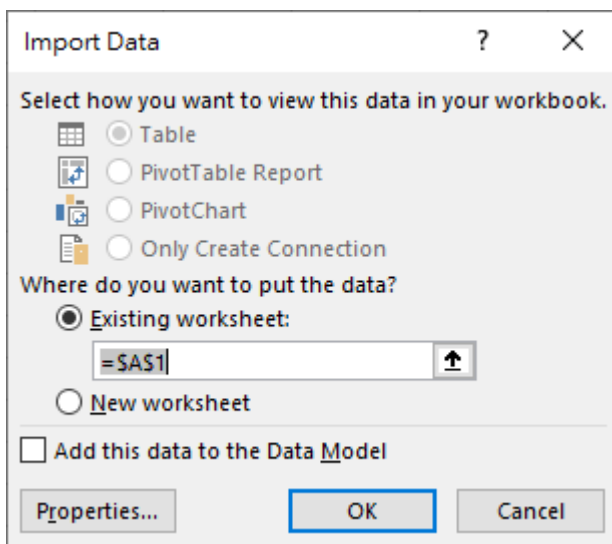 Import Data
?
Select how you want to view this data in your workbook.
Table
PivotTable Report
PivotChart
Only Create Connection
Where do you want to put the data?
Existing worksheet:
=$A$1
New worksheet
Add this data to the Data Model
Properties... OK Cancel